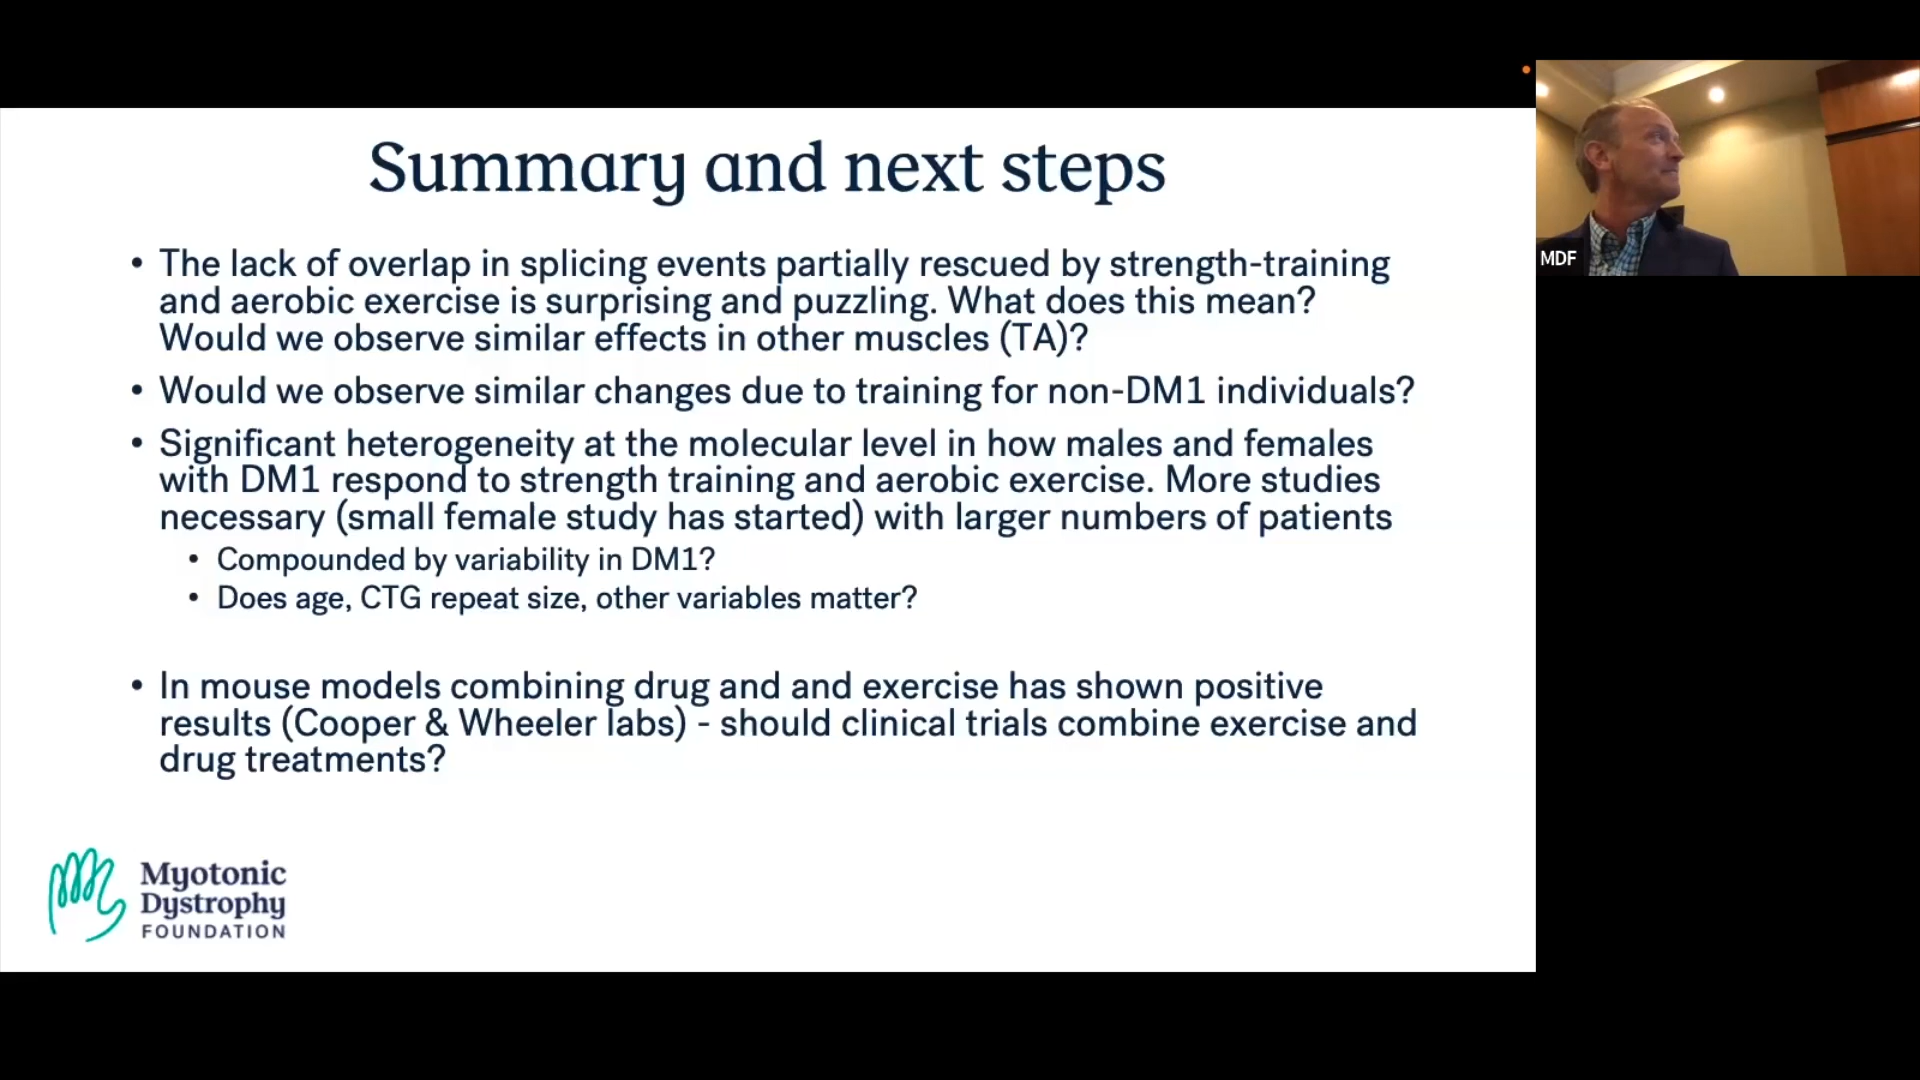 Summary and next steps
• The lack of overlap in splicing events partially rescued by strength-training
and aerobic exercise is surprising and puzzling. What does this mean?
Would we observe similar effects in other muscles (TA)?
• Would we observe similar changes due to training for non-DM1 individuals?
• Significant heterogeneity at the molecular level in how males and females
with DM1 respond to strength training and aerobic exercise. More studies
necessary (small female study has started) with larger numbers of patients
• Compounded by variability in DM1?
• Does age, CTG repeat size, other variables matter?
• In mouse models combining drug and and exercise has shown positive
results (Cooper & Wheeler labs) - should clinical trials combine exercise and
drug treatments?
Myotonic
Dystrophy
FOUNDATION
MDF